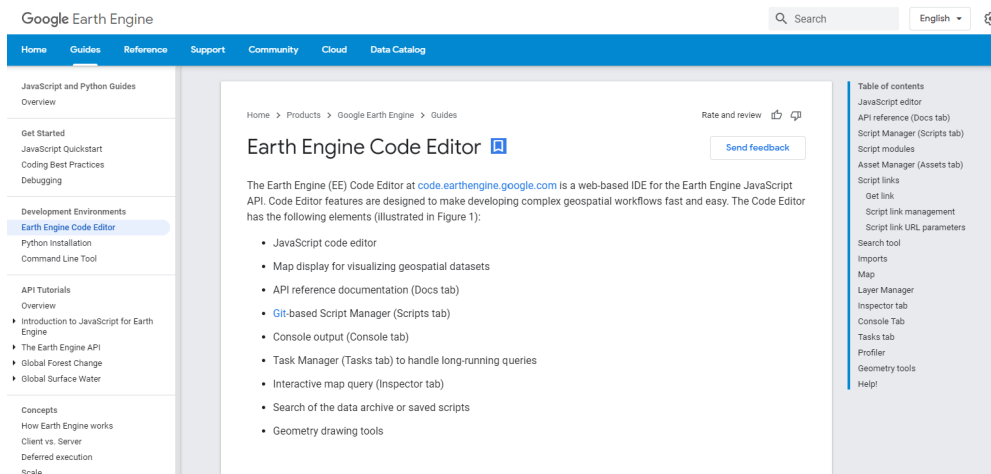 Google Earth Engine
Search
English
Home Guides Reference Support Community Cloud Data Catalog
JavaScript and Python Guides
Overview
Get Started
JavaScript Quickstart
Coding Best Practices
Debugging
Development Environments
Earth Engine Code Editor
Python Installation
Command Line Tool
API Tutorials
Overview
Introduction to JavaScript for Earth
Engine
The Earth Engine API
Global Forest Change
Global Surface Water
Concepts
How Earth Engine works
Client vs. Server
Deferred execution
Scale
Home > Products > Google Earth Engine > Guides
Rate and review
Earth Engine Code Editor
Send feedback
The Earth Engine (EE) Code Editor at code.earthengine.google.com is a web-based IDE for the Earth Engine JavaScript
API. Code Editor features are designed to make developing complex geospatial workflows fast and easy. The Code Editor
has the following elements (illustrated in Figure 1):
• JavaScript code editor
• Map display for visualizing geospatial datasets
• API reference documentation (Docs tab)
• Git-based Script Manager (Scripts tab)
• Console output (Console tab)
• Task Manager (Tasks tab) to handle long-running queries
• Interactive map query (Inspector tab)
• Search of the data archive or saved scripts
• Geometry drawing tools
Table of contents
JavaScript editor
API reference (Docs tab)
Script Manager (Scripts tab)
Script modules
Asset Manager (Assets tab)
Script links
Get link
Script link management
Script link URL parameters
Search tool
Imports
Map
Layer Manager
Inspector tab
Console Tab
Tasks tab
Profiler
Geometry tools
Help!